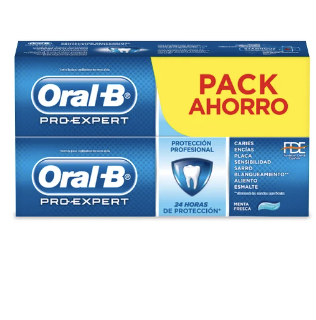 Oral-B
PRO-EXPERT
PACK
AHORRO
Oral-B
PRO-EXPERT
PROTECCIÓN
PROFESIONAL
24 HORAS
DE PROTECCIÓN*
CARIES
ENCÍAS
PLACA
SENSIBILIDAD
SARRO
BLANQUEAMIENTO**
ALIENTO
ESMALTE
MENTA
FRESCA